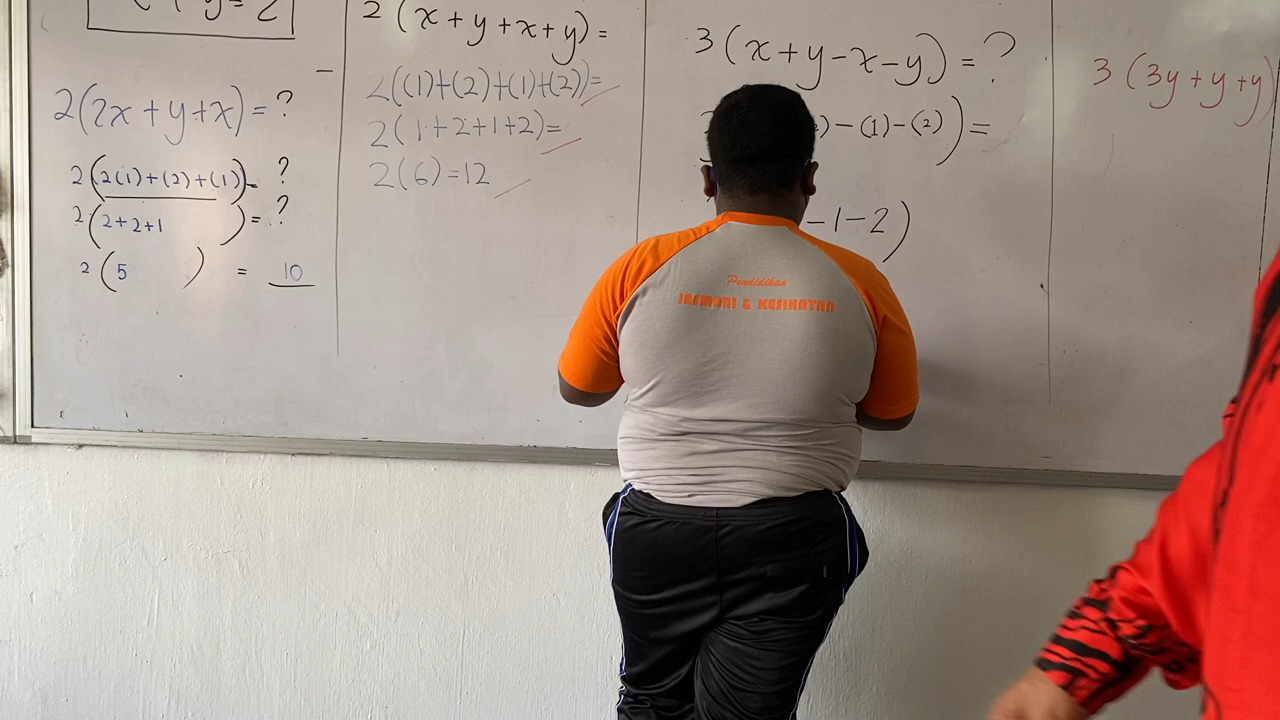 y = 2
2(2x + y + x) = ?
2(2(1)+(2)+(1)) = ?
2(2+2+1) = ?
2(5) = 10
2(x + y + x + y) =
2((1)+(2)+(1)+(2))=
2(1+2+1+2)=
2(6)=12
3(x+y-x-y) = ?
) - (1) - (2)) =
-1-2)
3(3y + y + y)
Pendidikan
JASMANI & KESIHATAN